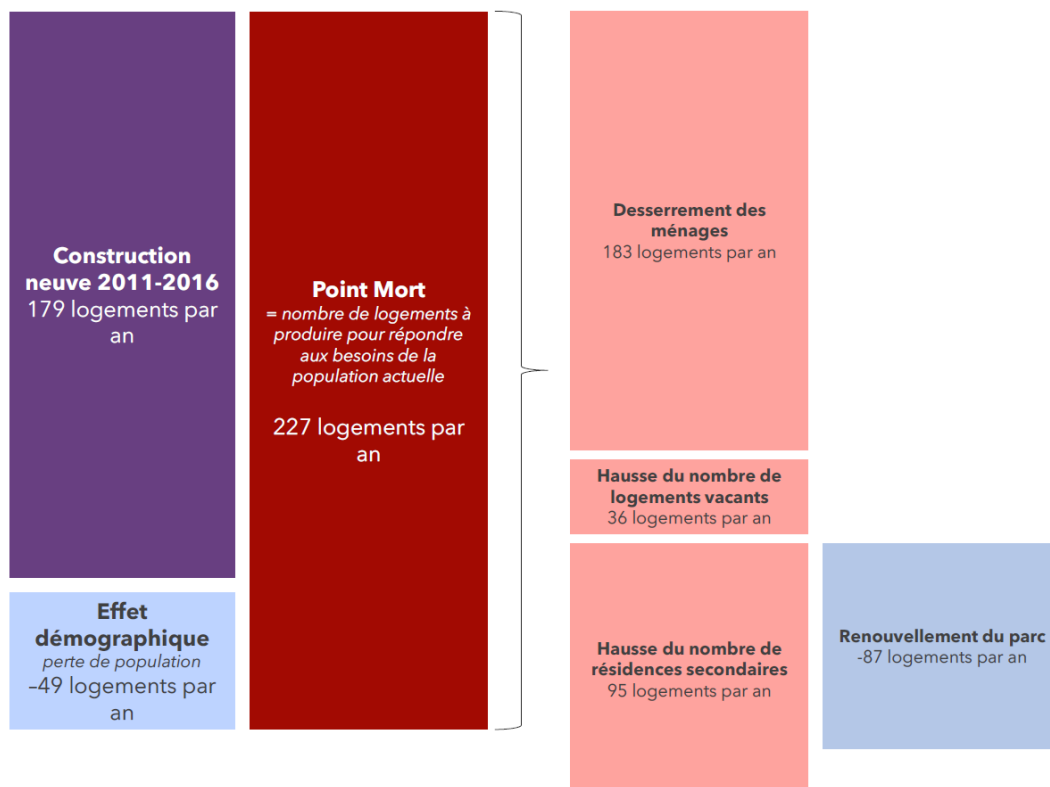 Construction
neuve 2011-2016
179 logements par
an
Effet
démographique
perte de population
–49 logements par
an
Point Mort
= nombre de logements à
produire pour répondre
aux besoins de la
population actuelle
227 logements par
an
Desserrement des
ménages
183 logements par an
Hausse du nombre de
logements vacants
36 logements par an
Hausse du nombre de
résidences secondaires
95 logements par an
Renouvellement du parc
-87 logements par an